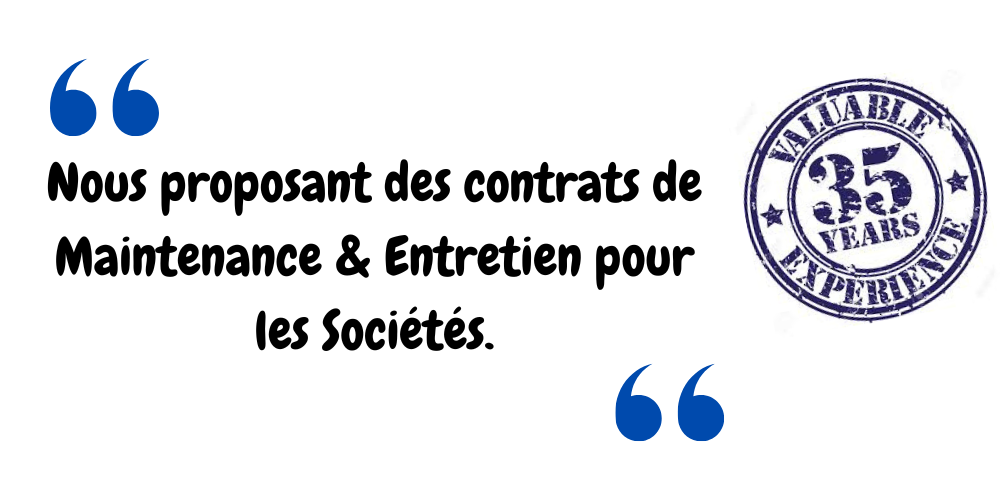 Nous proposant des contrats de
Maintenance & Entretien pour
les Sociétés.
VALUABLE
35
YEARS
EXPERIENCE